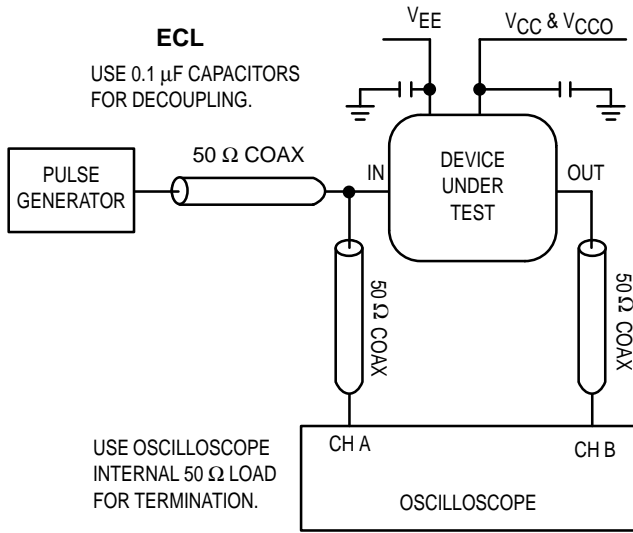 ECL
USE 0.1 μF CAPACITORS
FOR DECOUPLING.
VEE
VCC & VCCO
50 Ω COAX
PULSE
GENERATOR
IN
DEVICE
UNDER
TEST
OUT
50 Ω COAX
50 Ω COAX
USE OSCILLOSCOPE
INTERNAL 50 Ω LOAD
FOR TERMINATION.
CH A
CH B
OSCILLOSCOPE